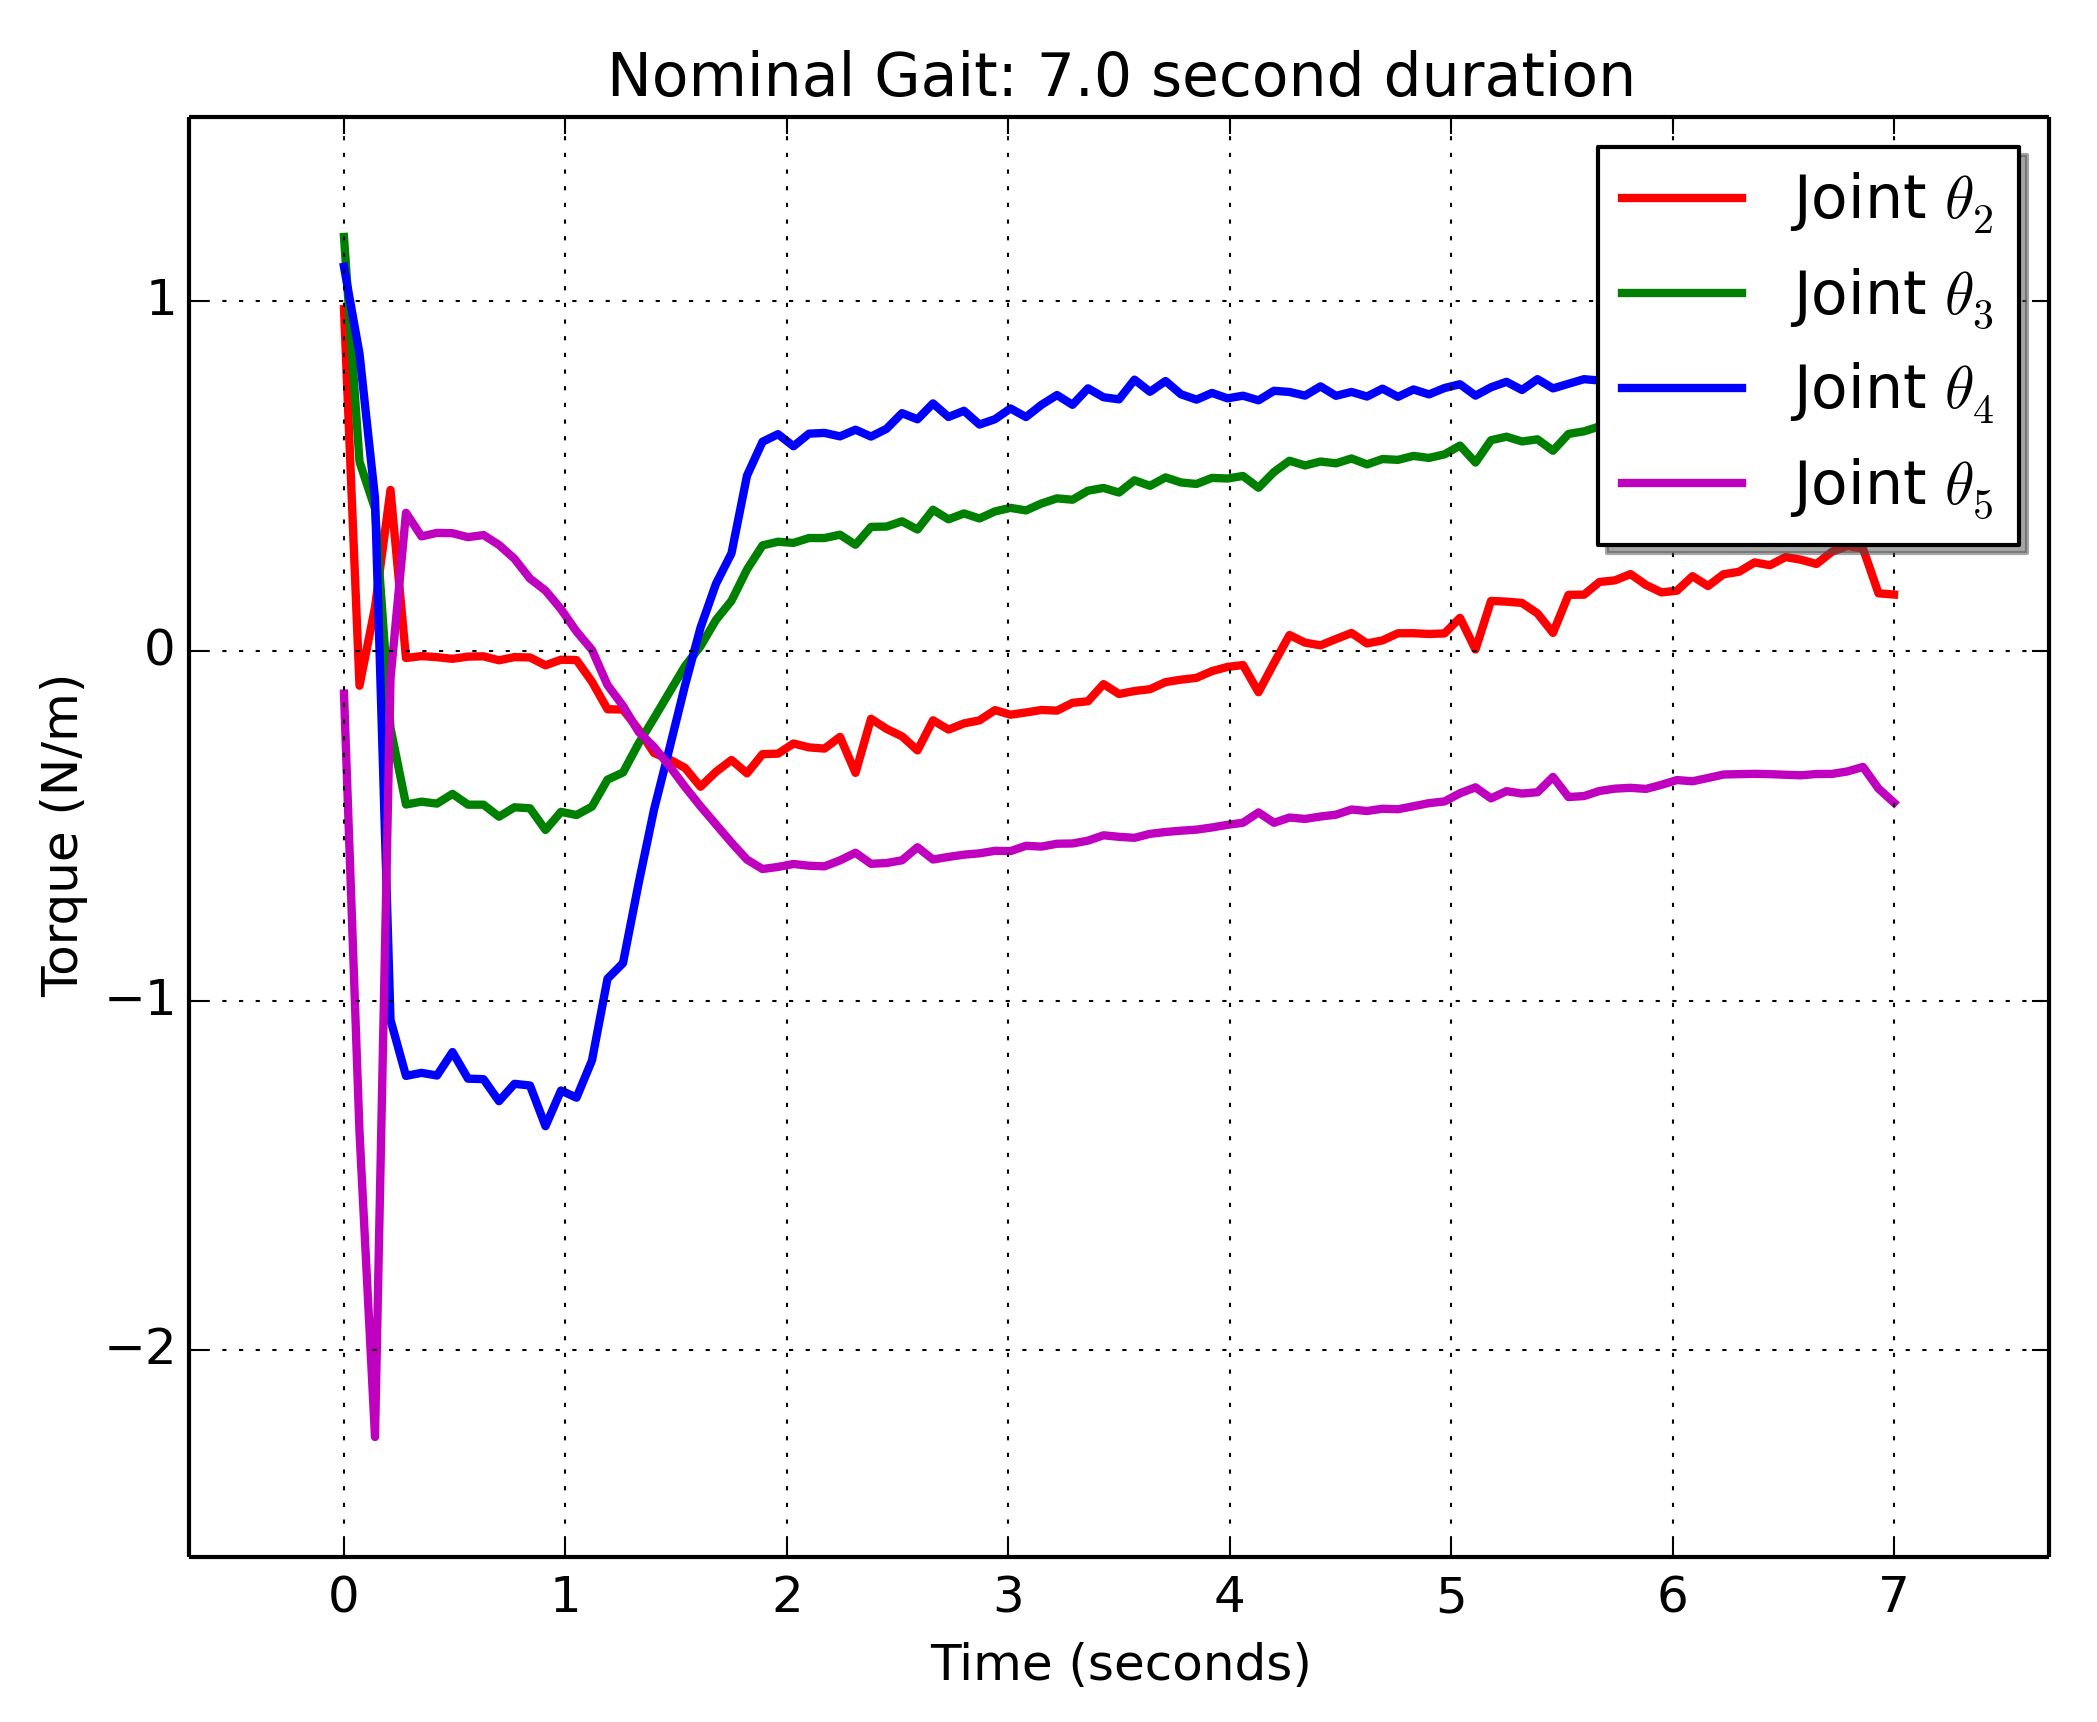 Nominal Gait: 7.0 second duration
Joint θ₂
Joint θ₃
Joint θ₄
Joint θ₅
1
0
−1
−2
Torque (N/m)
0 1 2 3 4 5 6 7
Time (seconds)